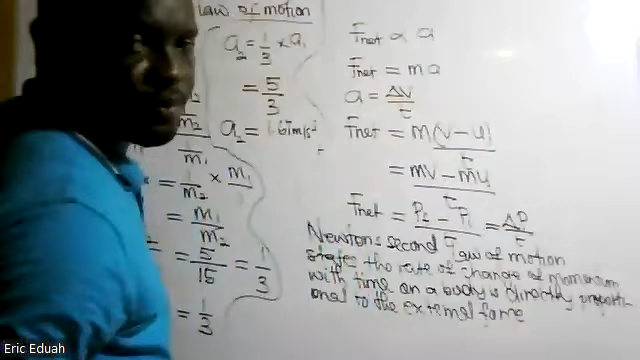 law of motion
a₂ = 1/3 × a₁
= 5/3
a₂ = 1.67m/s²
m₂
1/m₁
= 1/m₂ × m₁
= m₁/m₂
= 5/15 = 1/3
= 1/3
Fnet ∝ a
Fnet = ma
a = ΔV/t
Fnet = m(v - u)/t
= mv - mu/t
Fnet = P₂ - P₁/t = ΔP/t
Newtons second law of motion
states the rate of change of momentum
with time on a body is directly proporti-
onal to the external force
Eric Eduah